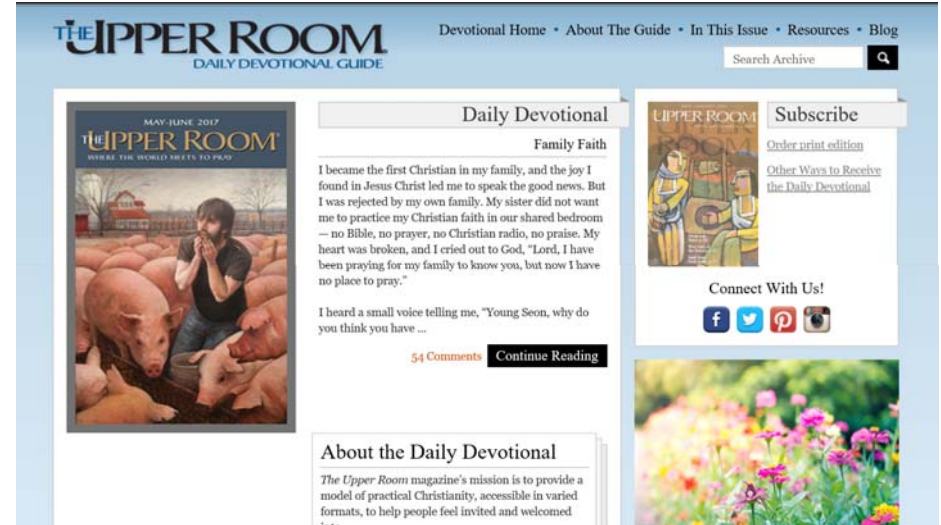 THE UPPER ROOM
DAILY DEVOTIONAL GUIDE
Devotional Home • About The Guide • In This Issue • Resources • Blog
Search Archive
MAY-JUNE 2017
THE UPPER ROOM
WHERE THE WORLD MEETS TO PRAY
Daily Devotional
Family Faith
I became the first Christian in my family, and the joy I
found in Jesus Christ led me to speak the good news. But
I was rejected by my own family. My sister did not want
me to practice my Christian faith in our shared bedroom
— no Bible, no prayer, no Christian radio, no praise. My
heart was broken, and I cried out to God, “Lord, I have
been praying for my family to know you, but now I have
no place to pray.”
I heard a small voice telling me, “Young Seon, why do
you think you have ...
54 Comments
Continue Reading
About the Daily Devotional
The Upper Room magazine’s mission is to provide a
model of practical Christianity, accessible in varied
formats, to help people feel invited and welcomed
UPPER ROOM
Subscribe
Order print edition
Other Ways to Receive
the Daily Devotional
Connect With Us!